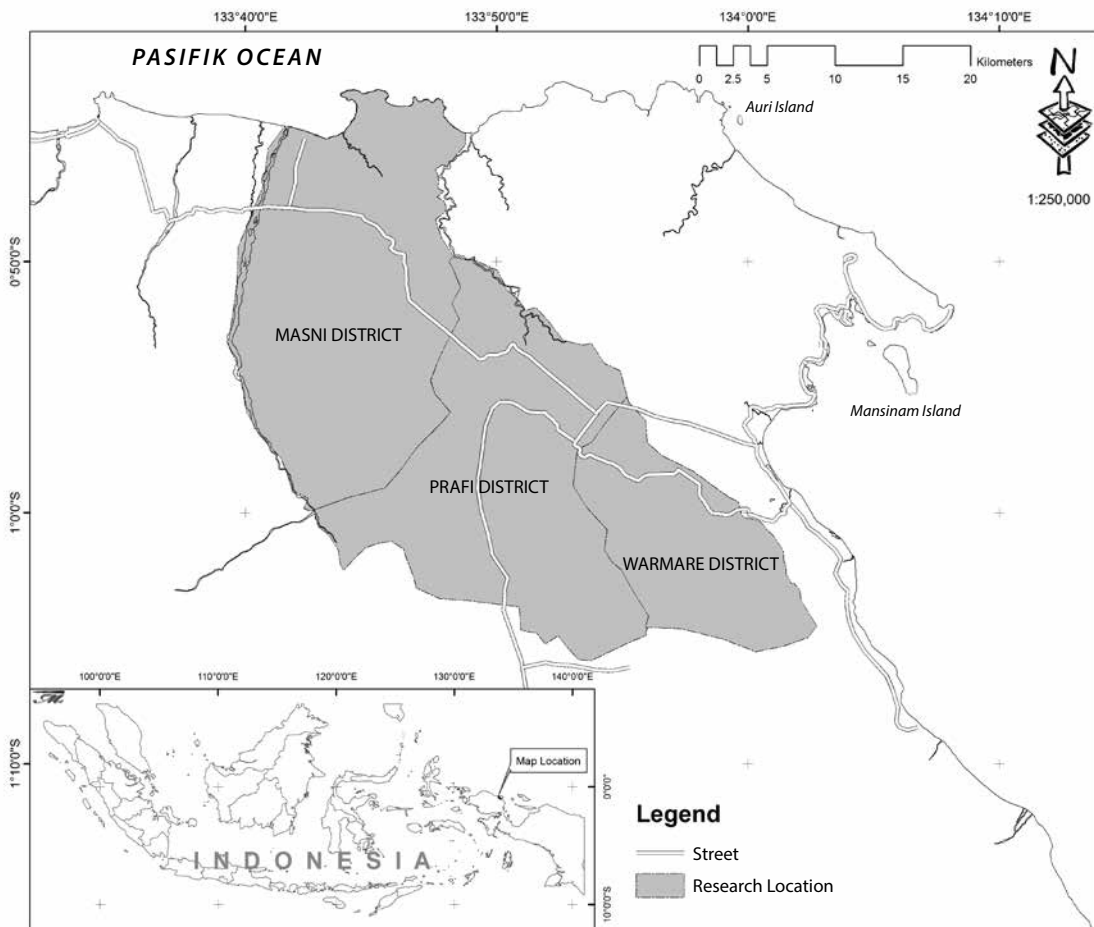 133°40'0"E 133°50'0"E 134°0'0"E 134°10'0"E
PASIFIK OCEAN
Kilometers
0 2.5 5 10 15 20
N
Auri Island
1:250,000
0°50'0"S
MASNI DISTRICT
Mansinam Island
PRAFI DISTRICT
1°0'0"S
WARMARE DISTRICT
100°0'0"E 110°0'0"E 120°0'0"E 130°0'0"E 140°0'0"E
1°10'0"S
Map Location
0°0'0"
INDONESIA
10°0'0"S
Legend
Street
Research Location